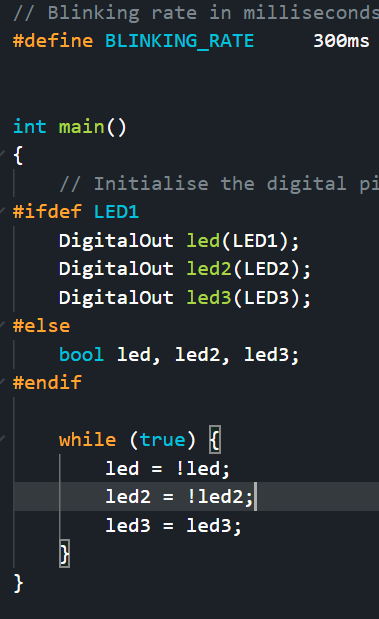 // Blinking rate in milliseconds
#define BLINKING_RATE     300ms
int main()
{
    // Initialise the digital pi
#ifdef LED1
    DigitalOut led(LED1);
    DigitalOut led2(LED2);
    DigitalOut led3(LED3);
#else
    bool led, led2, led3;
#endif
    while (true) {
        led = !led;
        led2 = !led2;
        led3 = led3;
    }
}